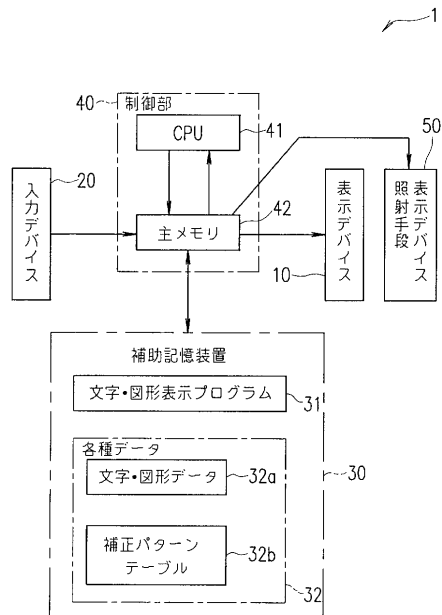 1
40
制御部
CPU
41
50
20
入力デバイス
主メモリ
42
表示デバイス
10
表示デバイス
照射手段
補助記憶装置
文字・図形表示プログラム
31
各種データ
文字・図形データ
32a
30
補正パターン
テーブル
32b
32